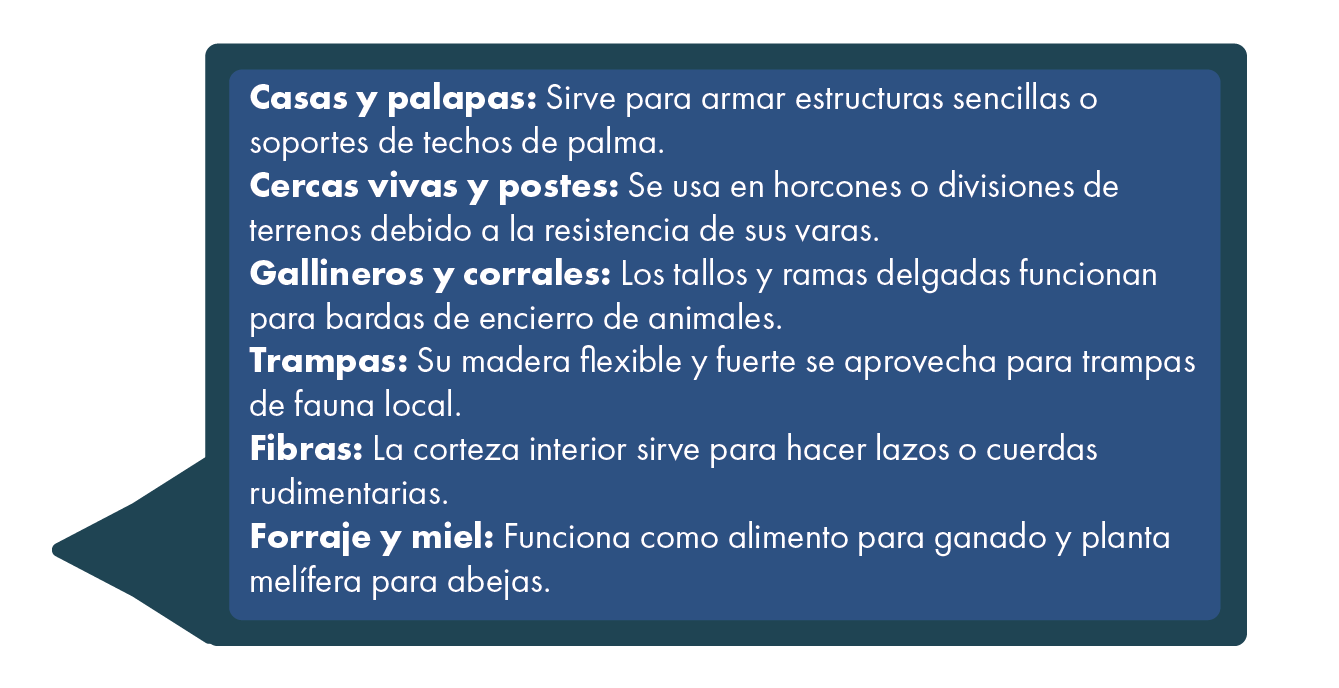 Casas y palapas: Sirve para armar estructuras sencillas o
soportes de techos de palma.
Cercas vivas y postes: Se usa en horcones o divisiones de
terrenos debido a la resistencia de sus varas.
Gallineros y corrales: Los tallos y ramas delgadas funcionan
para bardas de encierro de animales.
Trampas: Su madera flexible y fuerte se aprovecha para trampas
de fauna local.
Fibras: La corteza interior sirve para hacer lazos o cuerdas
rudimentarias.
Forraje y miel: Funciona como alimento para ganado y planta
melífera para abejas.